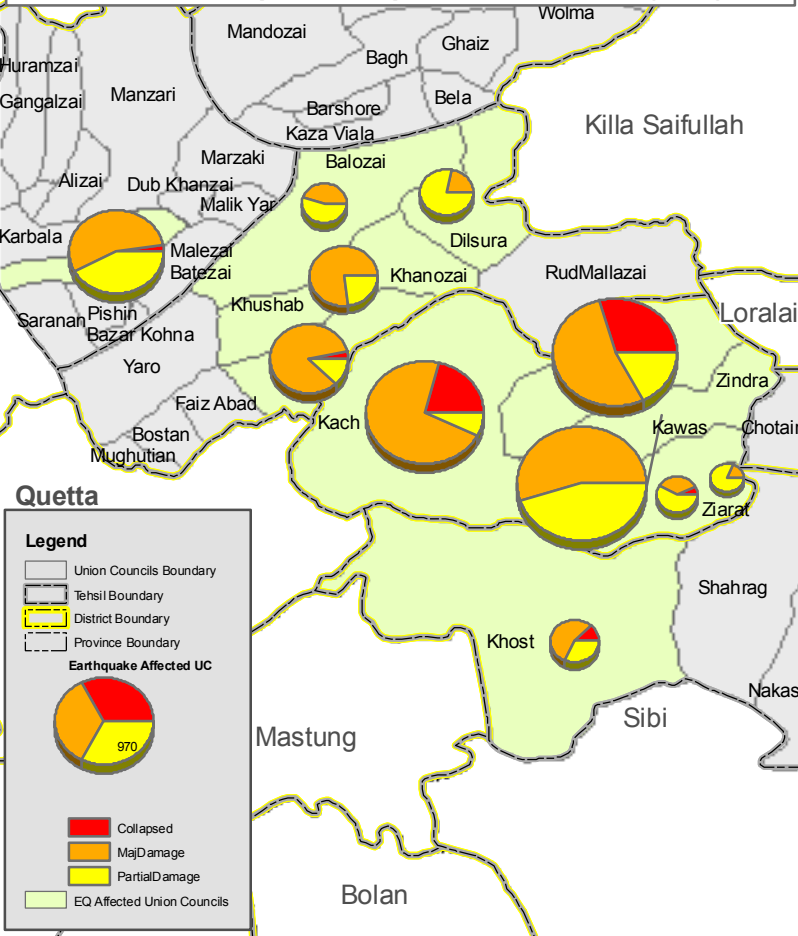 Wolma
Mandozai
Ghaiz
Bagh
Huramzai
Manzari
Gangalzai
Bela
Barshore
Killa Saifullah
Kaza Viala
Marzaki
Balozai
Alizai
Dub Khanzai
Malik Yar
Karbala
Dilsura
Malezai
Batezai
Khanozai
RudMallazai
Khushab
Loralai
Saranan
Pishin
Bazar Kohna
Yaro
Zindra
Faiz Abad
Kach
Kawas
Chotair
Bostan
Mughutian
Quetta
Ziarat
Legend
Union Councils Boundary
Tehsil Boundary
District Boundary
Province Boundary
Earthquake Affected UC
970
Collapsed
MajDamage
PartialDamage
EQ Affected Union Councils
Shahrag
Khost
Nakas
Sibi
Mastung
Bolan